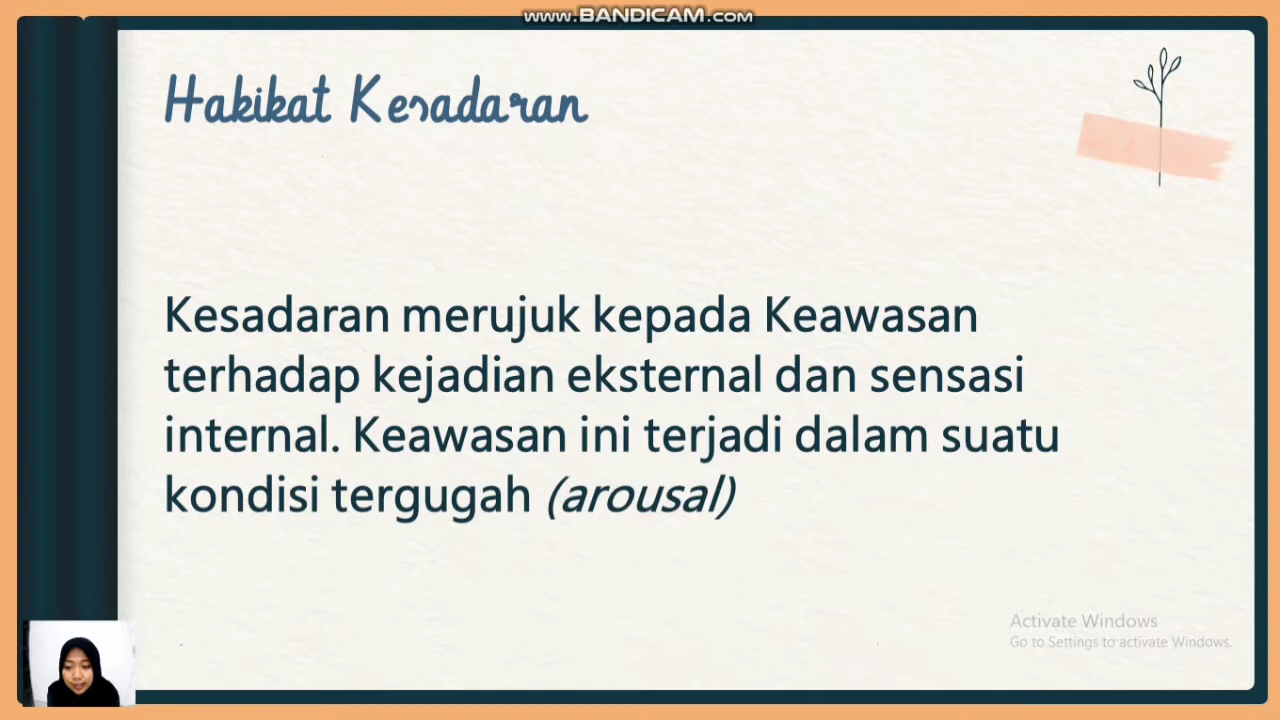 www.BANDICAM.com
Hakikat Kesadaran
Kesadaran merujuk kepada Keawasan
terhadap kejadian eksternal dan sensasi
internal. Keawasan ini terjadi dalam suatu
kondisi tergugah (arousal)
Activate Windows
Go to Settings to activate Windows.